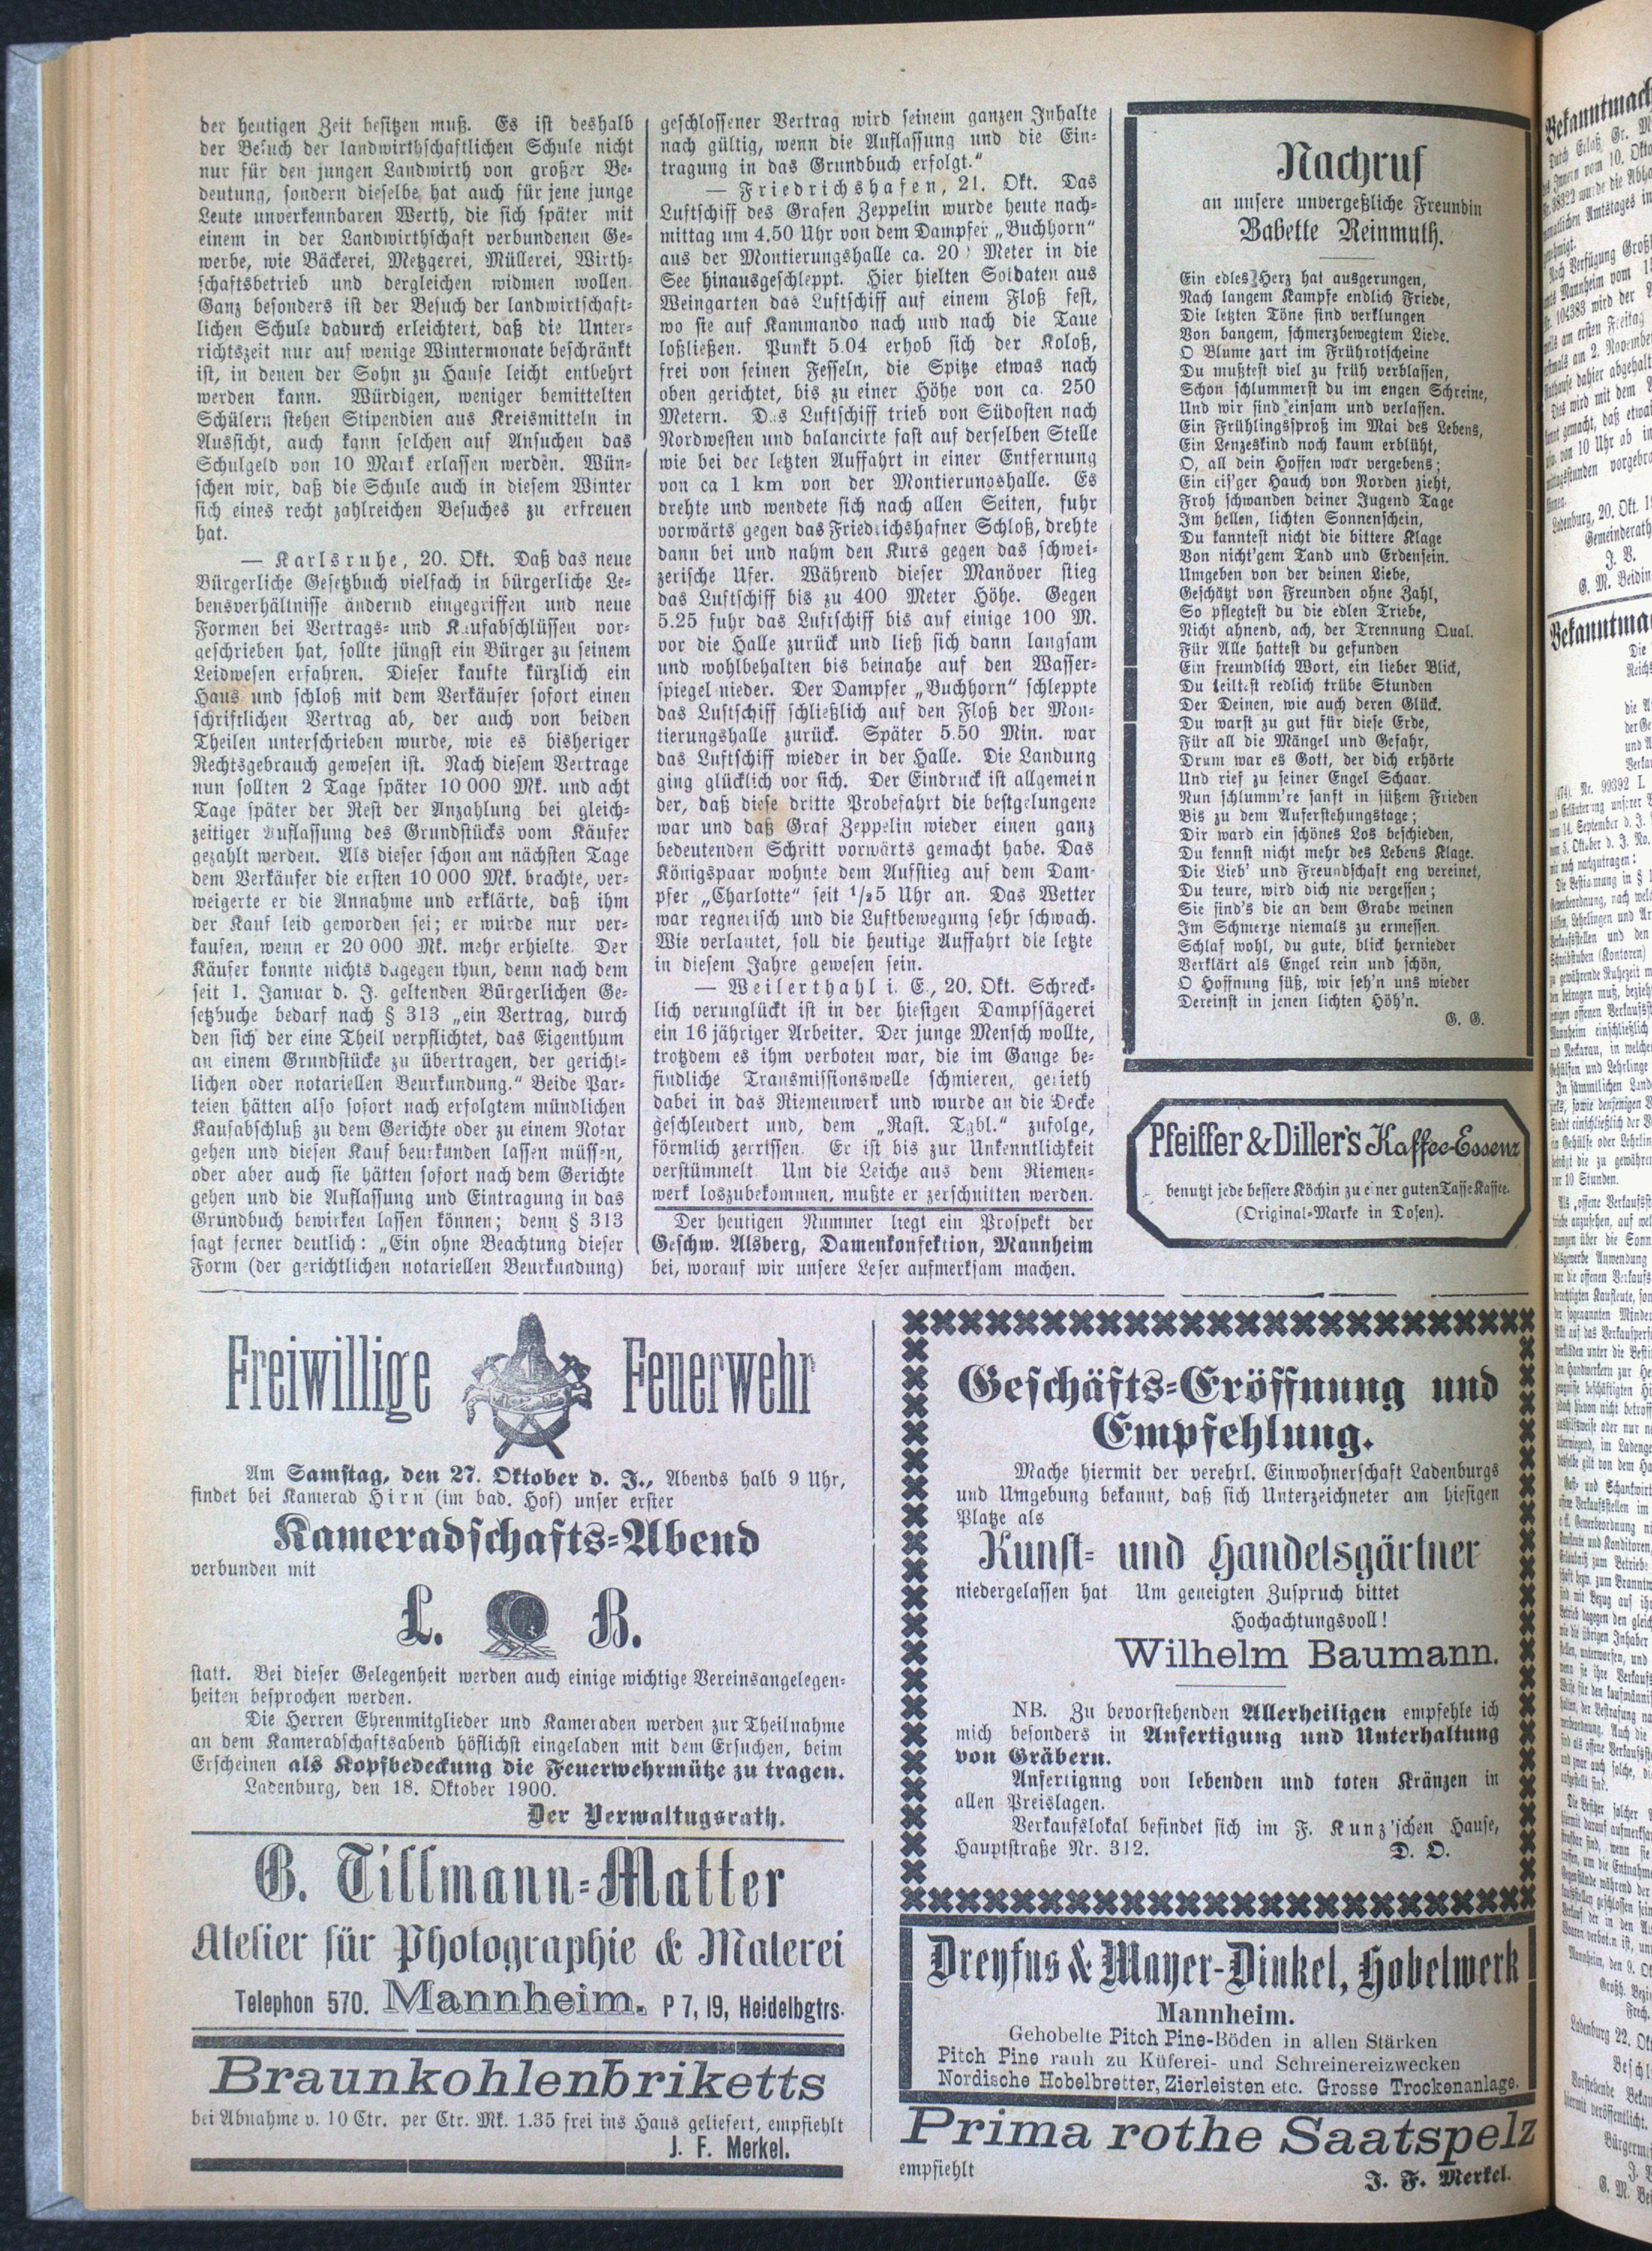 der heutigen Zeit besitzen muß. Es ist deshalb
der Besuch der landwirthschaftlichen Schule nicht
nur für den jungen Landwirth von großer Be-
deutung, sondern dieselbe hat auch für jene junge
Leute unverkennbaren Werth, die sich später mit
einem in der Landwirthschaft verbundenen Ge-
werbe, wie Bäckerei, Metzgerei, Müllerei, Wirth-
schaftsbetrieb und dergleichen widmen wollen.
Ganz besonders ist der Besuch der landwirtschaft-
lichen Schule dadurch erleichtert, daß die Unter-
richtszeit nur auf wenige Wintermonate beschränkt
ist, in denen der Sohn zu Hause leicht entbehrt
werden kann. Würdigen, weniger bemittelten
Schülern stehen Stipendien aus Kreismitteln in
Aussicht, auch kann solchen auf Ansuchen das
Schulgeld von 10 Mark erlassen werden. Wün-
schen wir, daß die Schule auch in diesem Winter
sich eines recht zahlreichen Besuches zu erfreuen
hat.
— Karlsruhe, 20. Okt. Daß das neue
Bürgerliche Gesetzbuch vielfach in bürgerliche Le-
bensverhältnisse ändernd eingegriffen und neue
Formen bei Vertrags- und Kaufabschlüssen vor-
geschrieben hat, sollte jüngst ein Bürger zu seinem
Leidwesen erfahren. Dieser kaufte kürzlich ein
Haus und schloß mit dem Verkäufer sofort einen
schriftlichen Vertrag ab, der auch von beiden
Theilen unterschrieben wurde, wie es bisheriger
Rechtsgebrauch gewesen ist. Nach diesem Vertrage
nun sollten 2 Tage später 10 000 Mk. und acht
Tage später der Rest der Anzahlung bei gleich-
zeitiger Auflassung des Grundstücks vom Käufer
gezahlt werden. Als dieser schon am nächsten Tage
dem Verkäufer die ersten 10 000 Mk. brachte, ver-
weigerte er die Annahme und erklärte, daß ihm
der Kauf leid geworden sei; er würde nur ver-
kaufen, wenn er 20 000 Mk. mehr erhielte. Der
Käufer konnte nichts dagegen thun, denn nach dem
seit 1. Januar d. J. geltenden Bürgerlichen Ge-
setzbuche bedarf nach § 313 „ein Vertrag, durch
den sich der eine Theil verpflichtet, das Eigenthum
an einem Grundstücke zu übertragen, der gericht-
lichen oder notariellen Beurkundung.“ Beide Par-
teien hätten also sofort nach erfolgtem mündlichen
Kaufabschluß zu dem Gerichte oder zu einem Notar
gehen und diesen Kauf beurkunden lassen müssen,
oder aber auch sie hätten sofort nach dem Gerichte
gehen und die Auflassung und Eintragung in das
Grundbuch bewirken lassen können; denn § 313
sagt ferner deutlich: „Ein ohne Beachtung dieser
Form (der gerichtlichen notariellen Beurkundung)
geschlossener Vertrag wird seinem ganzen Inhalte
nach gültig, wenn die Auflassung und die Ein-
tragung in das Grundbuch erfolgt.“
— Friedrichshafen, 21. Okt. Das
Luftschiff des Grafen Zeppelin wurde heute nach-
mittag um 4.50 Uhr von dem Dampfer „Buchhorn“
aus der Montierungshalle ca. 20 Meter in die
See hinausgeschleppt. Hier hielten Soldaten aus
Weingarten das Luftschiff auf einem Floß fest,
wo sie auf Kammando nach und nach die Taue
loßließen. Punkt 5.04 erhob sich der Koloß,
frei von seinen Fesseln, die Spitze etwas nach
oben gerichtet, bis zu einer Höhe von ca. 250
Metern. Das Luftschiff trieb von Südosten nach
Nordwesten und balancirte fast auf derselben Stelle
wie bei der letzten Auffahrt in einer Entfernung
von ca 1 km von der Montierungshalle. Es
drehte und wendete sich nach allen Seiten, fuhr
vorwärts gegen das Friedrichshafner Schloß, drehte
dann bei und nahm den Kurs gegen das schwei-
zerische Ufer. Während dieser Manöver stieg
das Luftschiff bis zu 400 Meter Höhe. Gegen
5.25 fuhr das Luftschiff bis auf einige 100 M.
vor die Halle zurück und ließ sich dann langsam
und wohlbehalten bis beinahe auf den Wasser-
spiegel nieder. Der Dampfer „Buchhorn“ schleppte
das Luftschiff schließlich auf den Floß der Mon-
tierungshalle zurück. Später 5.50 Min. war
das Luftschiff wieder in der Halle. Die Landung
ging glücklich vor sich. Der Eindruck ist allgemein
der, daß diese dritte Probefahrt die bestgelungene
war und daß Graf Zeppelin wieder einen ganz
bedeutenden Schritt vorwärts gemacht habe. Das
Königspaar wohnte dem Aufstieg auf dem Dam-
pfer „Charlotte“ seit 1/25 Uhr an. Das Wetter
war regnerisch und die Luftbewegung sehr schwach.
Wie verlautet, soll die heutige Auffahrt die letzte
in diesem Jahre gewesen sein.
— Weilerthahl i. E., 20. Okt. Schreck-
lich verunglückt ist in der hiesigen Dampfsägerei
ein 16 jähriger Arbeiter. Der junge Mensch wollte,
trotzdem es ihm verboten war, die im Gange be-
findliche Transmissionswelle schmieren, gerieth
dabei in das Riemenwerk und wurde an die Decke
geschleudert und, dem „Rast. Tgbl.“ zufolge,
förmlich zerrissen. Er ist bis zur Unkenntlichkeit
verstümmelt. Um die Leiche aus dem Riemen-
werk loszubekommen, mußte er zerschnitten werden.
Der heutigen Nummer liegt ein Prospekt der
Geschw. Alsberg, Damenkonfektion, Mannheim
bei, worauf wir unsere Leser aufmerksam machen.
Nachruf
an unsere unvergeßliche Freundin
Babette Reinmuth.
Ein edles Herz hat ausgerungen,
Nach langem Kampfe endlich Friede,
Die letzten Töne sind verklungen
Von bangem, schmerzbewegtem Liede.
O Blume zart im Frührotscheine
Du mußtest viel zu früh verblassen,
Schon schlummerst du im engen Schreine,
Und wir sind einsam und verlassen.
Ein Frühlingssproß im Mai des Lebens,
Ein Lenzeskind noch kaum erblüht,
O, all dein Hoffen war vergebens;
Ein eis'ger Hauch von Norden zieht,
Froh schwanden deiner Jugend Tage
Im hellen, lichten Sonnenschein,
Du kanntest nicht die bittere Klage
Von nicht'gem Tand und Erdensein.
Umgeben von der deinen Liebe,
Geschätzt von Freunden ohne Zahl,
So pflegtest du die edlen Triebe,
Nicht ahnend, ach, der Trennung Qual.
Für Alle hattest du gefunden
Ein freundlich Wort, ein lieber Blick,
Du teiltest redlich trübe Stunden
Der Deinen, wie auch deren Glück.
Du warst zu gut für diese Erde,
Für all die Mängel und Gefahr,
Drum war es Gott, der dich erhörte
Und rief zu seiner Engel Schaar.
Nun schlumm're sanft in süßem Frieden
Bis zu dem Auferstehungstage;
Dir ward ein schönes Los beschieden,
Du kennst nicht mehr des Lebens Klage.
Die Lieb' und Freundschaft eng vereinet,
Du teure, wird dich nie vergessen;
Sie sind's die an dem Grabe weinen
Im Schmerze niemals zu ermessen.
Schlaf wohl, du gute, blick hernieder
Verklärt als Engel rein und schön,
O Hoffnung süß, wir seh'n uns wieder
Dereinst in jenen lichten Höh'n.
G. G.
Pfeiffer & Diller's Kaffee-Essenz
benutzt jede bessere Köchin zu einer guten Tasse Kaffee.
(Original-Marke in Dosen).
Freiwillige Feuerwehr
Am Samstag, den 27. Oktober d. J., Abends halb 9 Uhr,
findet bei Kamerad Hirn (im bad. Hof) unser erster
Kameradschafts-Abend
verbunden mit
L. B.
statt. Bei dieser Gelegenheit werden auch einige wichtige Vereinsangelegen-
heiten besprochen werden.
Die Herren Ehrenmitglieder und Kameraden werden zur Theilnahme
an dem Kameradschaftsabend höflichst eingeladen mit dem Ersuchen, beim
Erscheinen als Kopfbedeckung die Feuerwehrmütze zu tragen.
Ladenburg, den 18. Oktober 1900.
Der Verwaltugsrath.
G. Tillmann-Matter
Atelier für Photographie & Malerei
Telephon 570. Mannheim. P 7, 19, Heidelbgtrs.
Braunkohlenbriketts
bei Abnahme v. 10 Ctr. per Ctr. Mk. 1.35 frei ins Haus geliefert, empfiehlt
J. F. Merkel.
Geschäfts-Eröffnung und
Empfehlung.
Mache hiermit der verehrl. Einwohnerschaft Ladenburgs
und Umgebung bekannt, daß sich Unterzeichneter am hiesigen
Platze als
Kunst- und Handelsgärtner
niedergelassen hat Um geneigten Zuspruch bittet
Hochachtungsvoll!
Wilhelm Baumann.
NB. Zu bevorstehenden Allerheiligen empfehle ich
mich besonders in Anfertigung und Unterhaltung
von Gräbern.
Anfertigung von lebenden und toten Kränzen in
allen Preislagen.
Verkaufslokal befindet sich im F. Kunz'schen Hause,
Hauptstraße Nr. 312. D. O.
Dreyfus & Mayer-Dinkel, Hobelwerk
Mannheim.
Gehobelte Pitch Pine-Böden in allen Stärken
Pitch Pine rauh zu Küferei- und Schreinereizwecken
Nordische Hobelbretter, Zierleisten etc. Grosse Trockenanlage.
Prima rothe Saatspelz
empfiehlt
J. F. Merkel.